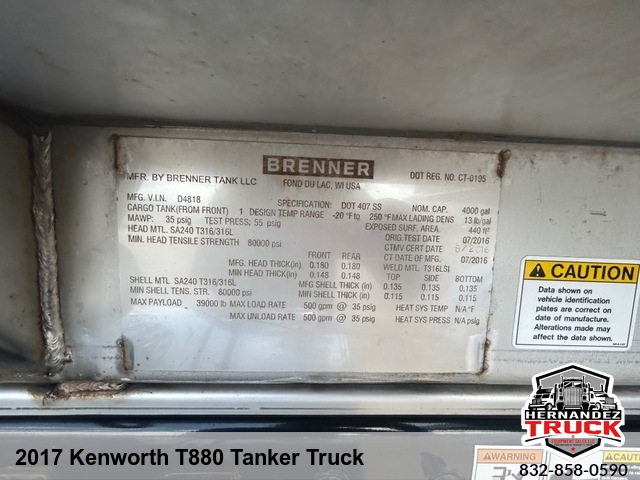 BRENNER
MFR. BY BRENNER TANK LLC
FOND DU LAC, WI USA
DOT REG. NO. CT-0195
MFG. V.I.N. D4818
SPECIFICATION DOT 407 SS
NOM. CAP. 4000 gal
CARGO TANK(FROM FRONT) 1 DESIGN TEMP RANGE -20 °F to 250 °F MAX LADING DENS 13 lb/gal
MAWP: 35 psig TEST PRESS: 55 psig
EXPOSED SURF. AREA 440 ft²
HEAD MTL. SA240 T316/316L
ORIG.TEST DATE 07/2016
MIN. HEAD TENSILE STRENGTH 80000 psi
CTMV CERT DATE
CT DATE OF MFG. 07/2016
FRONT REAR
WELD MTL. T316LSI
MFG. HEAD THICK(in) 0.180 0.180
MIN. HEAD THICK(in) 0.148 0.148
TOP SIDE BOTTOM
SHELL MTL. SA240 T316/316L
MFG SHELL THICK(in) 0.135 0.135 0.135
MIN SHELL TENS. STR. 80000 psi
MIN SHELL THICK(in) 0.115 0.115 0.115
MAX PAYLOAD 39000 lbs MAX LOAD RATE 500 gpm @ 35 psig
HEAT SYS TEMP N/A °F
MAX UNLOAD RATE 500 gpm @ 35 psig
HEAT SYS PRESS N/A psig
CAUTION
Data shown on
vehicle identification
plates are correct on
date of manufacture.
Alterations made may
affect the above data.
HERNANDEZ
TRUCK
EQUIPMENT SALES, LLC
WARNING
2017 Kenworth T880 Tanker Truck
832-858-0590